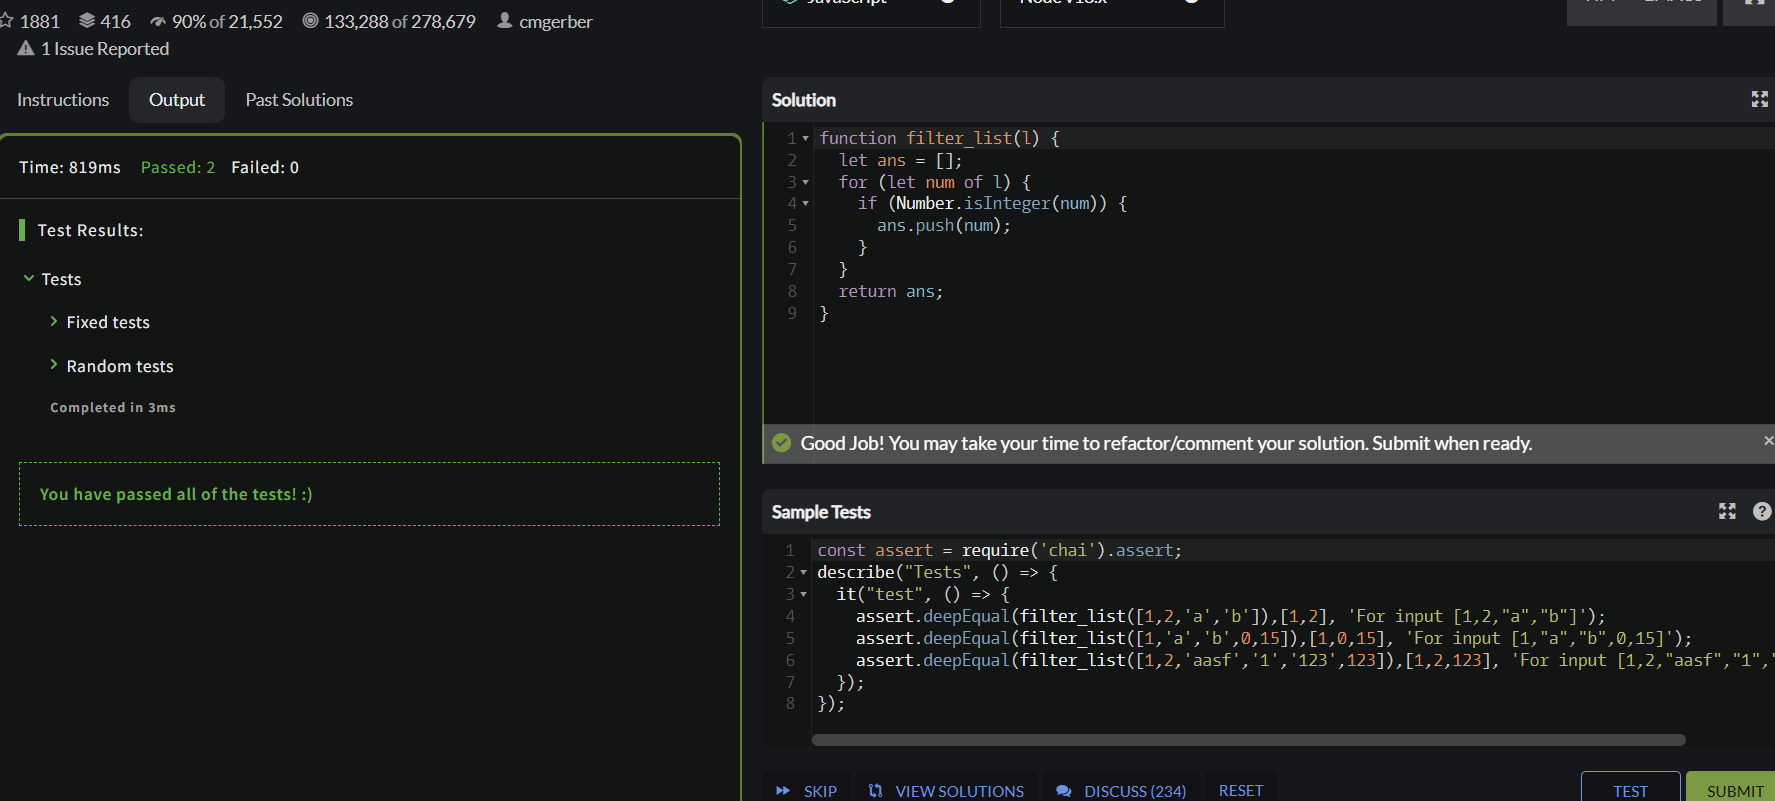 1881 416 90% of 21,552 133,288 of 278,679 cmgerber
1 Issue Reported
Instructions Output Past Solutions
Time: 819ms Passed: 2 Failed: 0
Test Results:
Tests
Fixed tests
Random tests
Completed in 3ms
You have passed all of the tests! :)
JavaScript
Node v18.x
Solution
1 function filter_list(l) {
2 let ans = [];
3 for (let num of l) {
4 if (Number.isInteger(num)) {
5 ans.push(num);
6 }
7 }
8 return ans;
9 }
Good Job! You may take your time to refactor/comment your solution. Submit when ready. ×
Sample Tests ?
1 const assert = require('chai').assert;
2 describe("Tests", () => {
3 it("test", () => {
4 assert.deepEqual(filter_list([1,2,'a','b']),[1,2], 'For input [1,2,"a","b"]');
5 assert.deepEqual(filter_list([1,'a','b',0,15]),[1,0,15], 'For input [1,"a","b",0,15]');
6 assert.deepEqual(filter_list([1,2,'aasf','1','123',123]),[1,2,123], 'For input [1,2,"aasf","1","
7 });
8 });
SKIP VIEW SOLUTIONS DISCUSS (234) RESET TEST SUBMIT